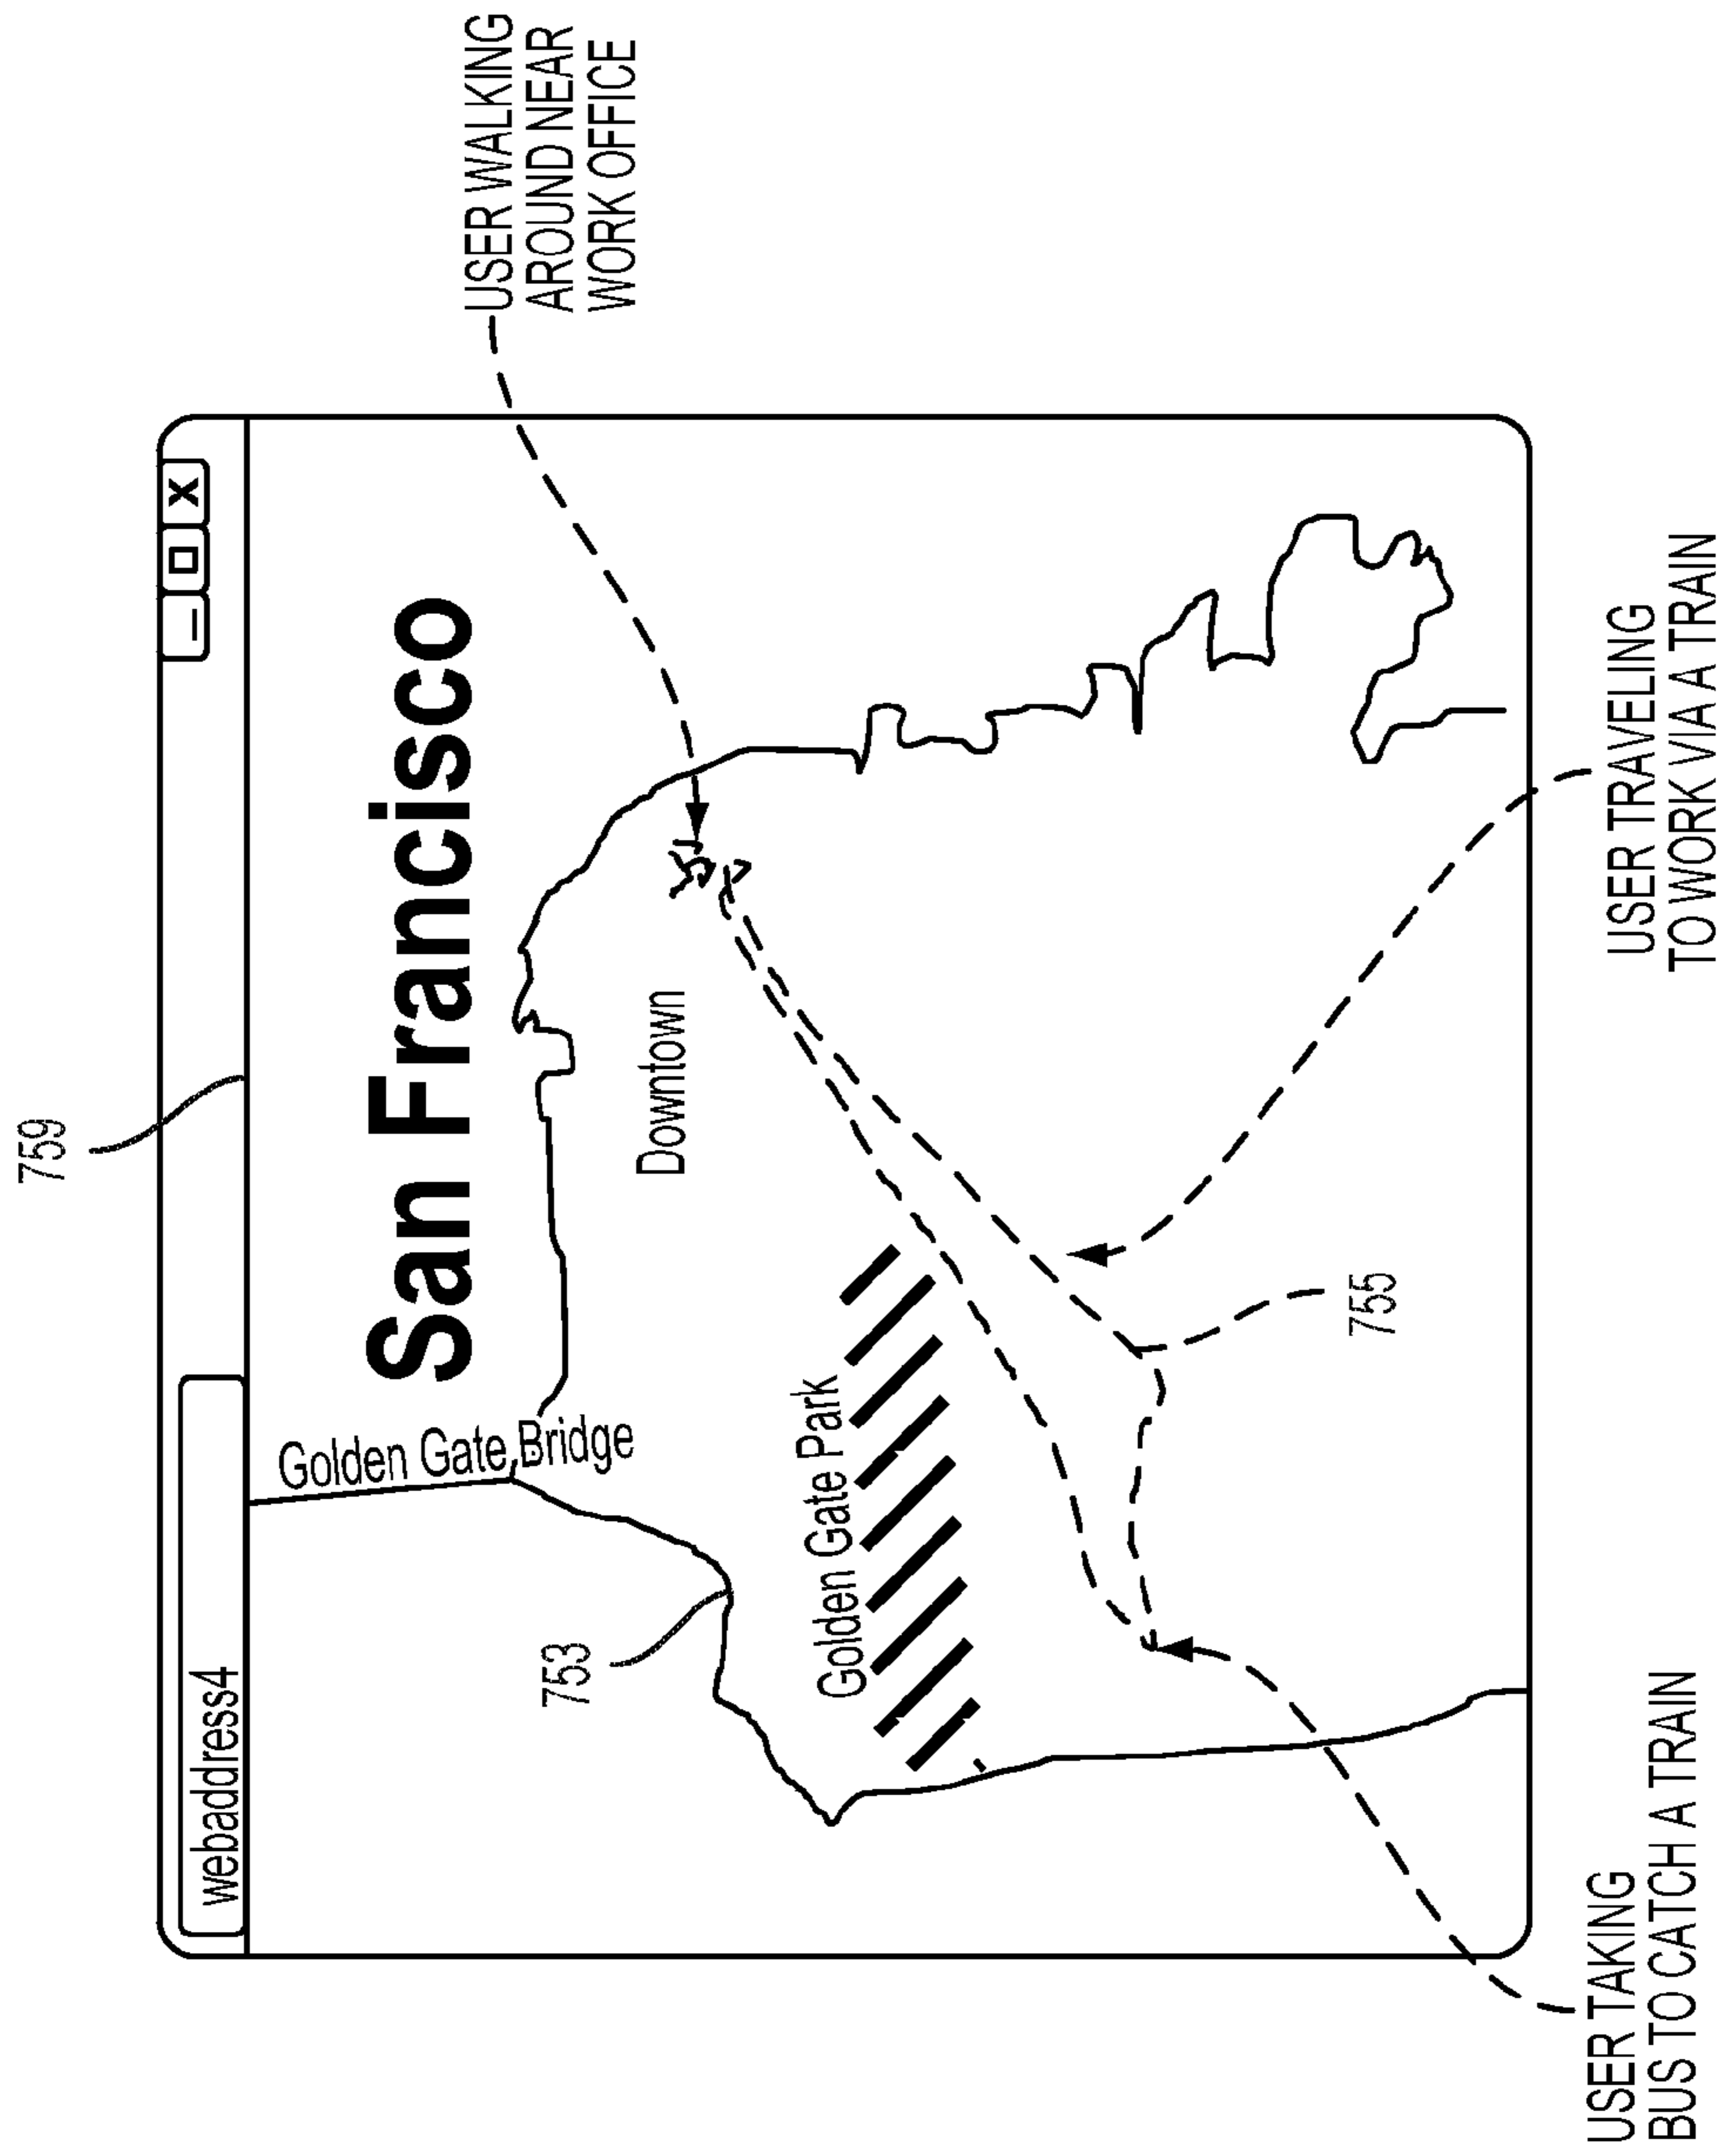 759
webaddress4
San Francisco
Golden Gate Bridge
USER WALKING
AROUND NEAR
WORK OFFICE
753
Downtown
Golden Gate Park
755
USER TAKING
BUS TO CATCH A TRAIN
USER TRAVELING
TO WORK VIA A TRAIN